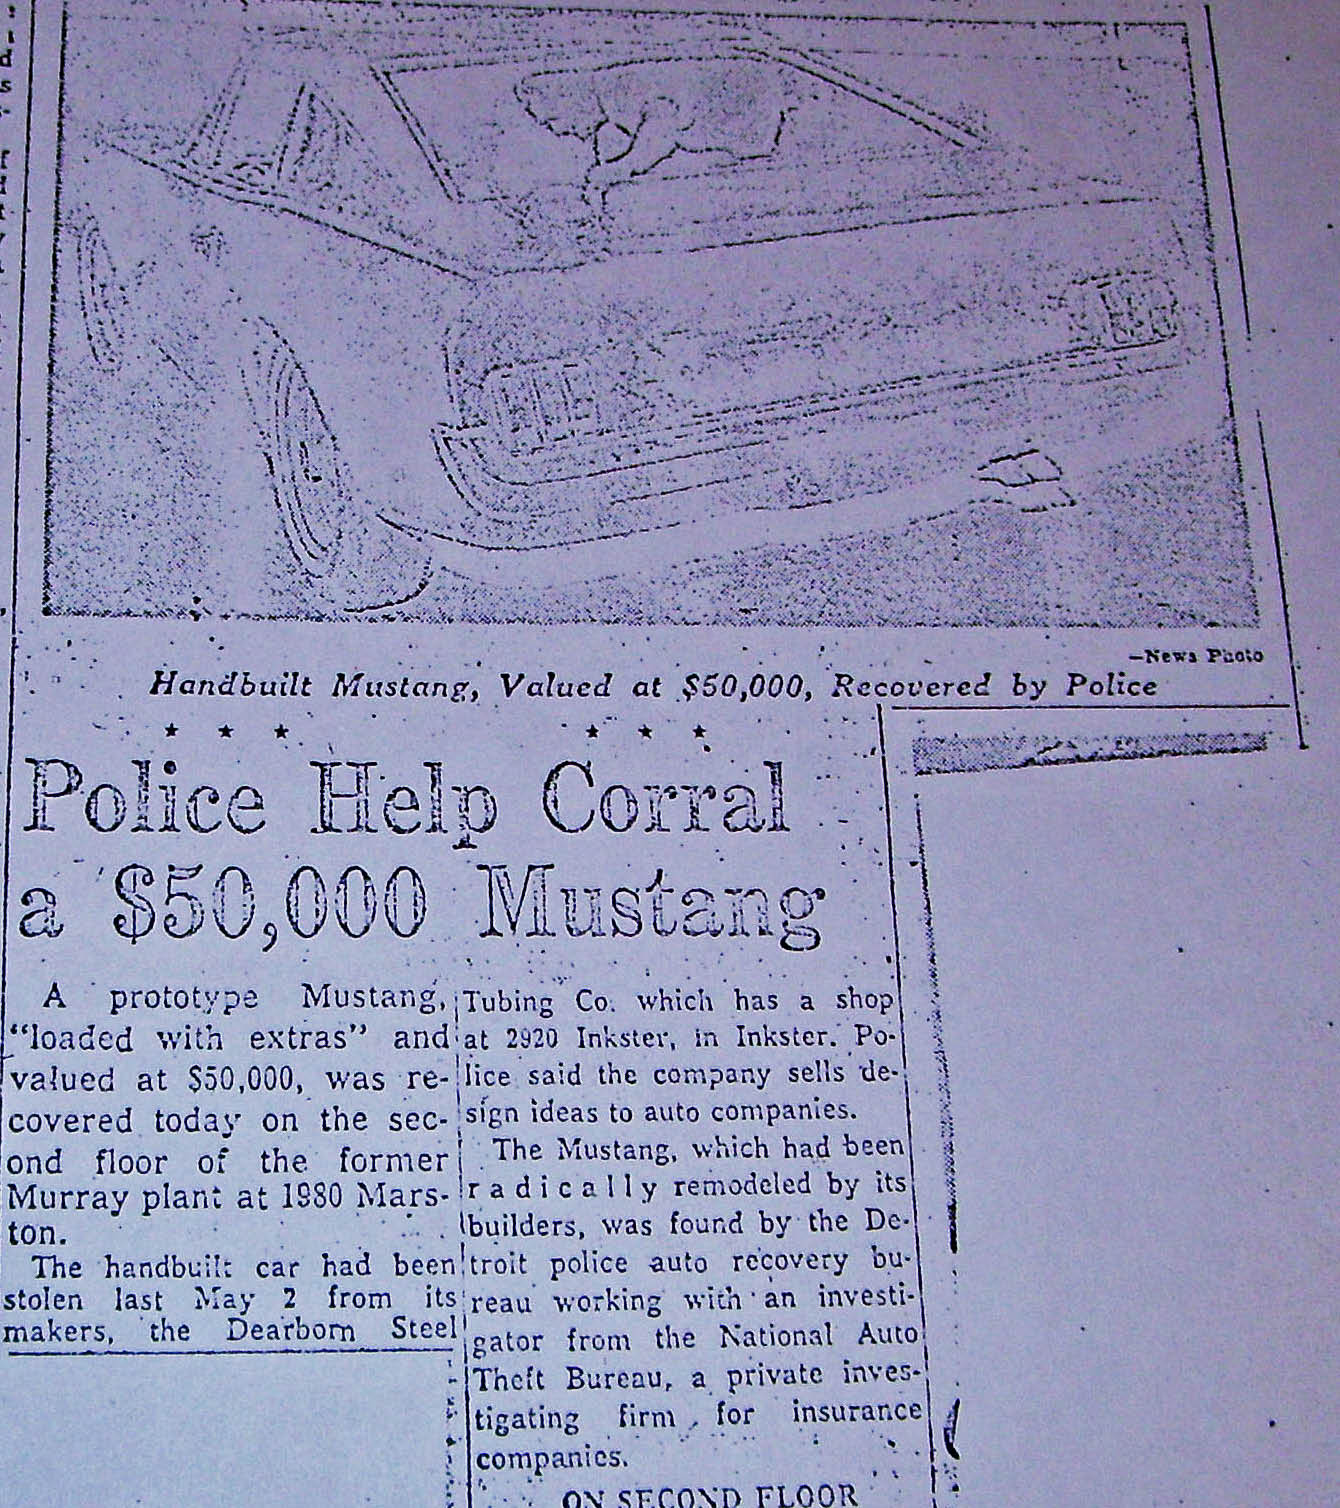 —News Photo
Handbuilt Mustang, Valued at $50,000, Recovered by Police
★ ★ ★ ★ ★ ★
Police Help Corral
a $50,000 Mustang
A prototype Mustang,
“loaded with extras” and
valued at $50,000, was re-
covered today on the sec-
ond floor of the former
Murray plant at 1980 Mars-
ton.
The handbuilt car had been
stolen last May 2 from its
makers, the Dearborn Steel
Tubing Co. which has a shop
at 2920 Inkster, in Inkster. Po-
lice said the company sells de-
sign ideas to auto companies.
The Mustang, which had been
radically remodeled by its
builders, was found by the De-
troit police auto recovery bu-
reau working with an investi-
gator from the National Auto
Theft Bureau, a private inves-
tigating firm for insurance
companies.
ON SECOND FLOOR